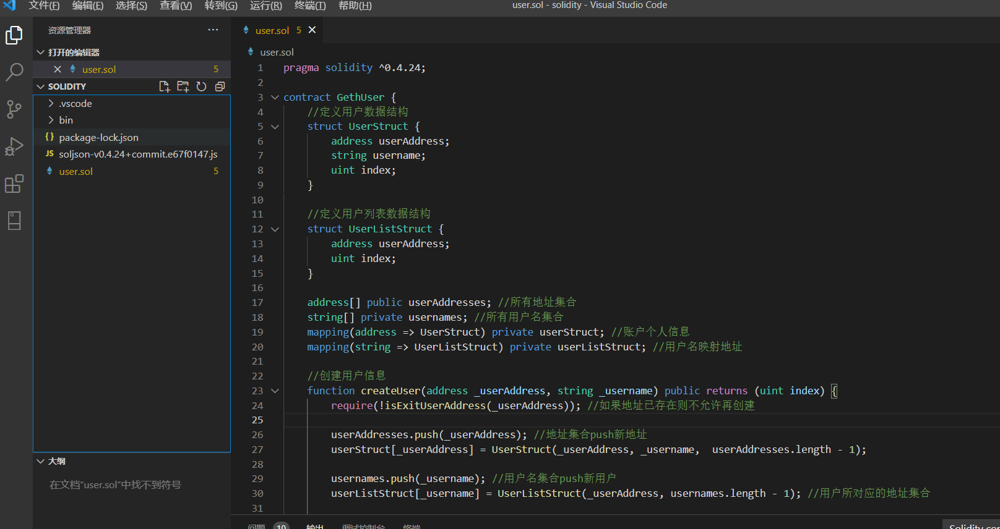 文件(F) 编辑(E) 选择(S) 查看(V) 转到(G) 运行(R) 终端(T) 帮助(H) user.sol - solidity - Visual Studio Code
资源管理器 ···
打开的编辑器
user.sol 5
SOLIDITY
.vscode
bin
{} package-lock.json
JS soljson-v0.4.24+commit.e67f0147.js
user.sol 5
大纲
在文档"user.sol"中找不到符号
user.sol 5
user.sol
1 pragma solidity ^0.4.24;
2
3 contract GethUser {
4 //定义用户数据结构
5 struct UserStruct {
6 address userAddress;
7 string username;
8 uint index;
9 }
10
11 //定义用户列表数据结构
12 struct UserListStruct {
13 address userAddress;
14 uint index;
15 }
16
17 address[] public userAddresses; //所有地址集合
18 string[] private usernames; //所有用户名集合
19 mapping(address => UserStruct) private userStruct; //账户个人信息
20 mapping(string => UserListStruct) private userListStruct; //用户名映射地址
21
22 //创建用户信息
23 function createUser(address _userAddress, string _username) public returns (uint index) {
24 require(!isExitUserAddress(_userAddress)); //如果地址已存在则不允许再创建
25
26 userAddresses.push(_userAddress); //地址集合push新地址
27 userStruct[_userAddress] = UserStruct(_userAddress, _username,  userAddresses.length - 1);
28
29 usernames.push(_username); //用户名集合push新用户
30 userListStruct[_username] = UserListStruct(_userAddress, usernames.length - 1); //用户所对应的地址集合
31
问题 10 输出 调试控制台 终端
Solidity com